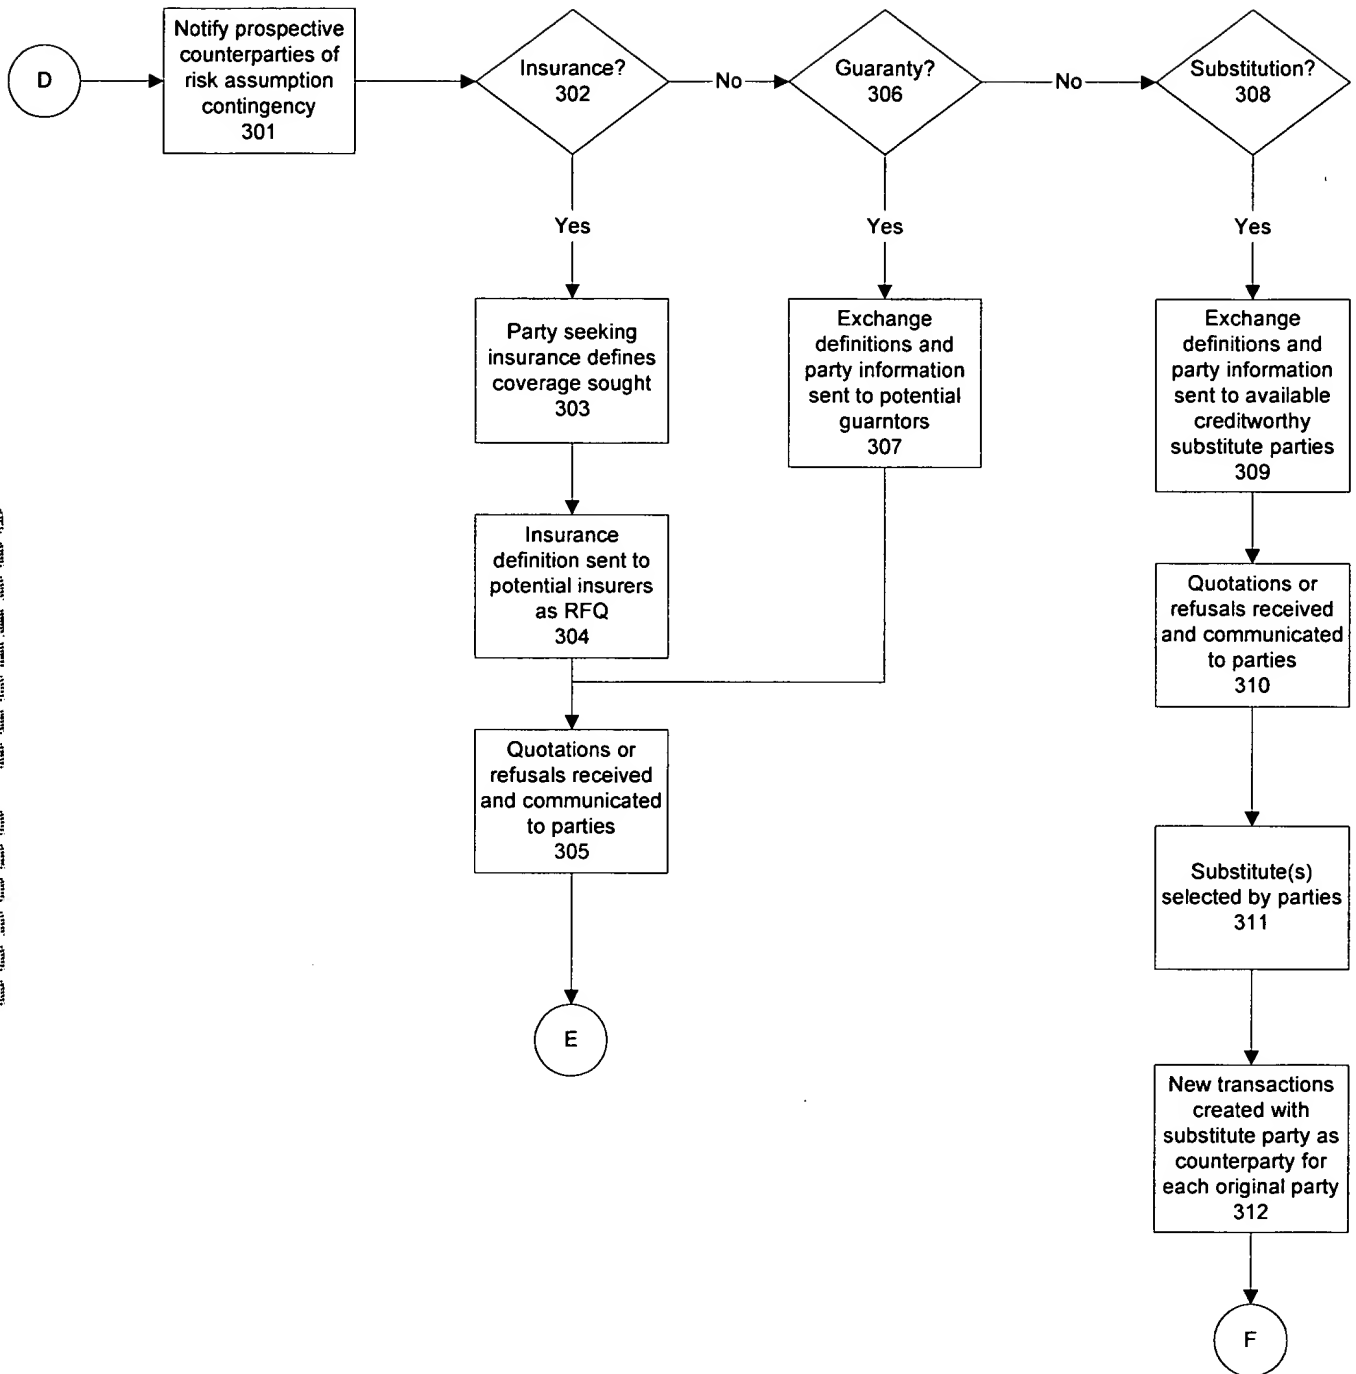 D
Notify prospective
counterparties of
risk assumption
contingency
301
Insurance?
302
No
Guaranty?
306
No
Substitution?
308
Yes
Yes
Yes
Party seeking
insurance defines
coverage sought
303
Exchange
definitions and
party information
sent to potential
guarntors
307
Exchange
definitions and
party information
sent to available
creditworthy
substitute parties
309
Insurance
definition sent to
potential insurers
as RFQ
304
Quotations or
refusals received
and communicated
to parties
310
Quotations or
refusals received
and communicated
to parties
305
Substitute(s)
selected by parties
311
E
New transactions
created with
substitute party as
counterparty for
each original party
312
F